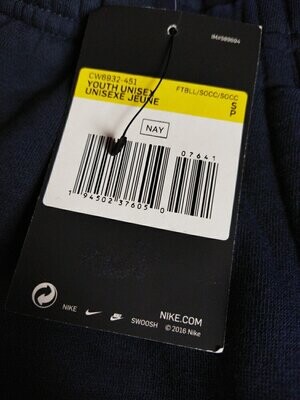 CW6932-451
FTBLL/SOCC/SOCC
YOUTH UNISEX
UNISEXE JEUNE
S
P
NAY
07641
1 94502 37605 0
NIKE
SWOOSH
NIKE.COM
© 2016 Nike